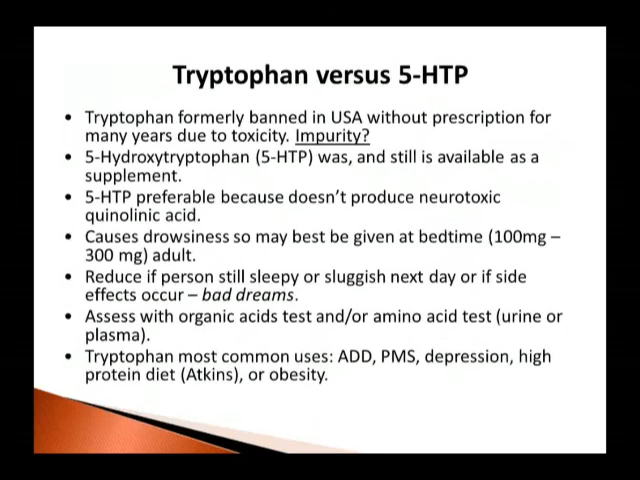 Tryptophan versus 5-HTP
• Tryptophan formerly banned in USA without prescription for
many years due to toxicity. Impurity?
• 5-Hydroxytryptophan (5-HTP) was, and still is available as a
supplement.
• 5-HTP preferable because doesn't produce neurotoxic
quinolinic acid.
• Causes drowsiness so may best be given at bedtime (100mg –
300 mg) adult.
• Reduce if person still sleepy or sluggish next day or if side
effects occur – bad dreams.
• Assess with organic acids test and/or amino acid test (urine or
plasma).
• Tryptophan most common uses: ADD, PMS, depression, high
protein diet (Atkins), or obesity.